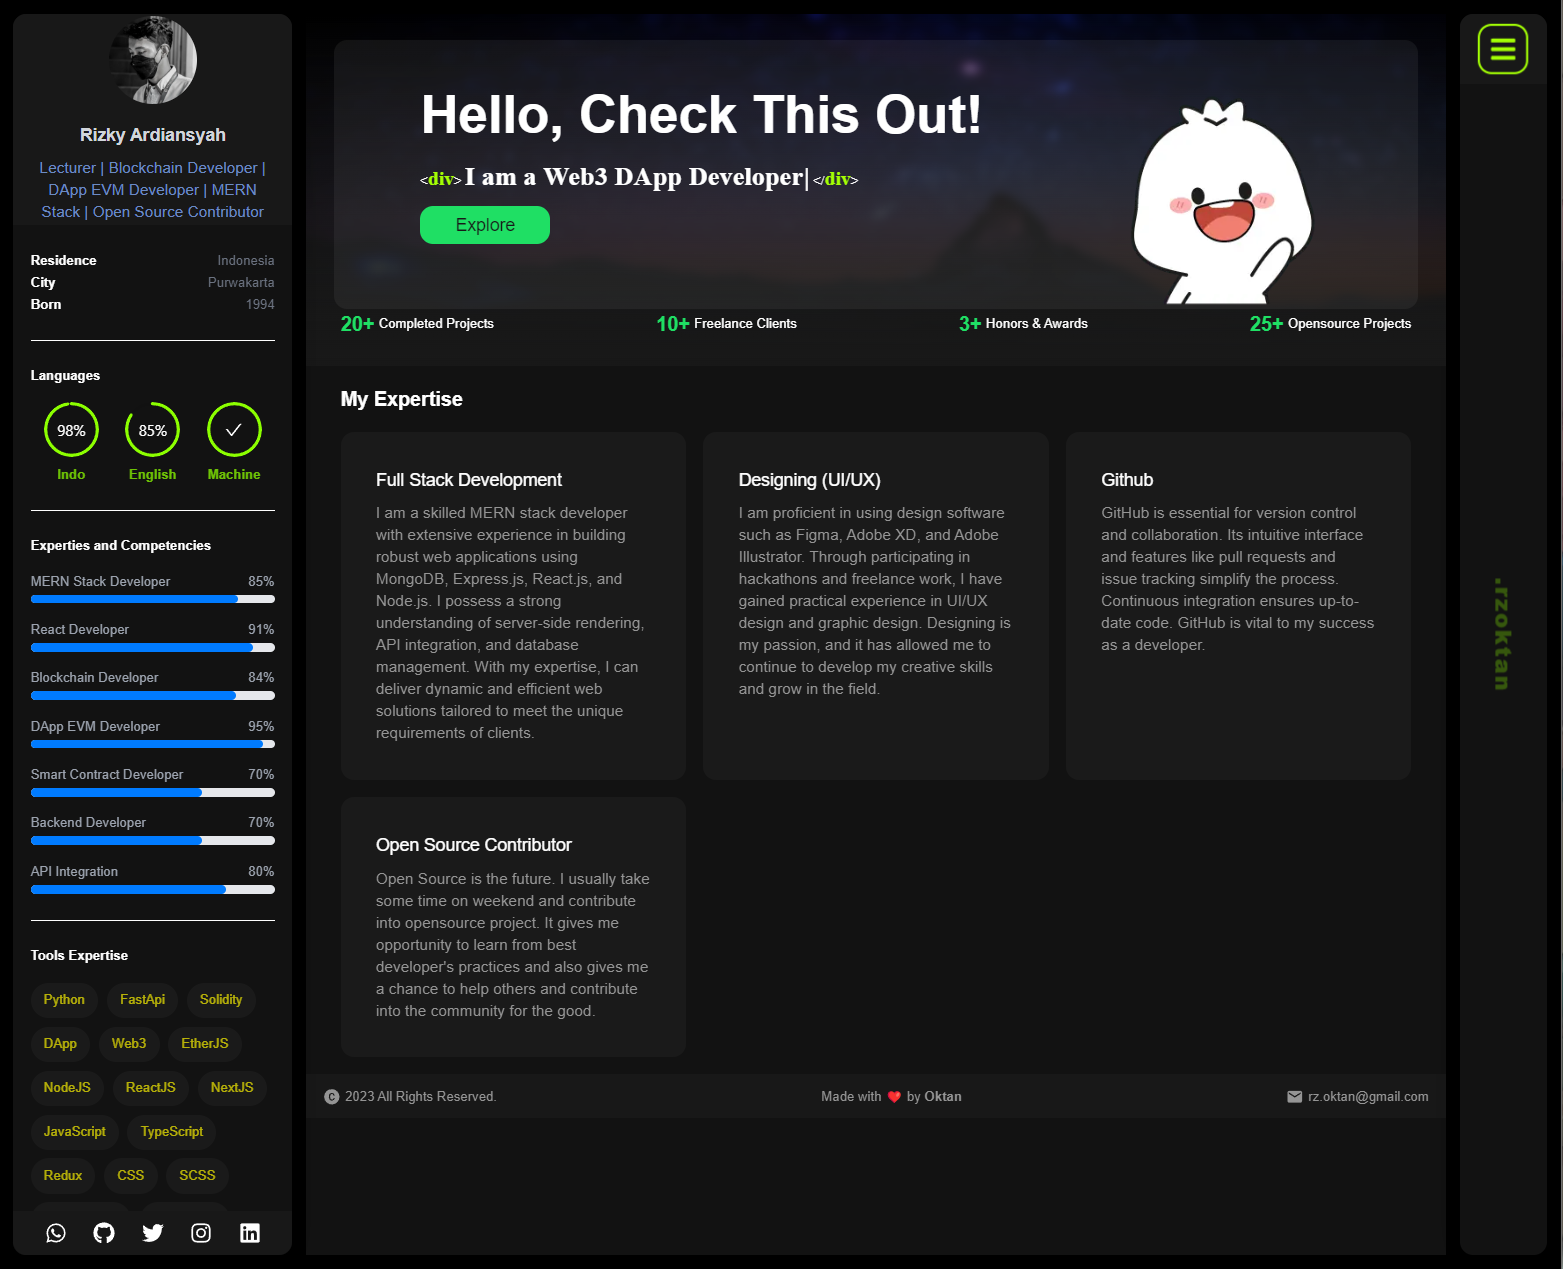 Rizky Ardiansyah
Lecturer | Blockchain Developer |
DApp EVM Developer | MERN
Stack | Open Source Contributor
Residence Indonesia
City Purwakarta
Born 1994
Languages
98% 85%
Indo English Machine
Experties and Competencies
MERN Stack Developer 85%
React Developer 91%
Blockchain Developer 84%
DApp EVM Developer 95%
Smart Contract Developer 70%
Backend Developer 70%
API Integration 80%
Tools Expertise
Python FastApi Solidity
DApp Web3 EtherJS
NodeJS ReactJS NextJS
JavaScript TypeScript
Redux CSS SCSS
Hello, Check This Out!
<div> I am a Web3 DApp Developer| </div>
Explore
20+ Completed Projects 10+ Freelance Clients 3+ Honors & Awards 25+ Opensource Projects
My Expertise
Full Stack Development
I am a skilled MERN stack developer
with extensive experience in building
robust web applications using
MongoDB, Express.js, React.js, and
Node.js. I possess a strong
understanding of server-side rendering,
API integration, and database
management. With my expertise, I can
deliver dynamic and efficient web
solutions tailored to meet the unique
requirements of clients.
Designing (UI/UX)
I am proficient in using design software
such as Figma, Adobe XD, and Adobe
Illustrator. Through participating in
hackathons and freelance work, I have
gained practical experience in UI/UX
design and graphic design. Designing is
my passion, and it has allowed me to
continue to develop my creative skills
and grow in the field.
Github
GitHub is essential for version control
and collaboration. Its intuitive interface
and features like pull requests and
issue tracking simplify the process.
Continuous integration ensures up-to-
date code. GitHub is vital to my success
as a developer.
Open Source Contributor
Open Source is the future. I usually take
some time on weekend and contribute
into opensource project. It gives me
opportunity to learn from best
developer's practices and also gives me
a chance to help others and contribute
into the community for the good.
© 2023 All Rights Reserved. Made with ❤️ by Oktan rz.oktan@gmail.com
.rzoktan